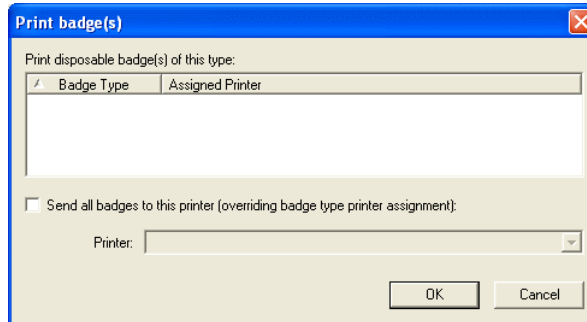 Print badge(s)
Print disposable badge(s) of this type:
Badge Type Assigned Printer
Send all badges to this printer (overriding badge type printer assignment):
Printer:
OK Cancel